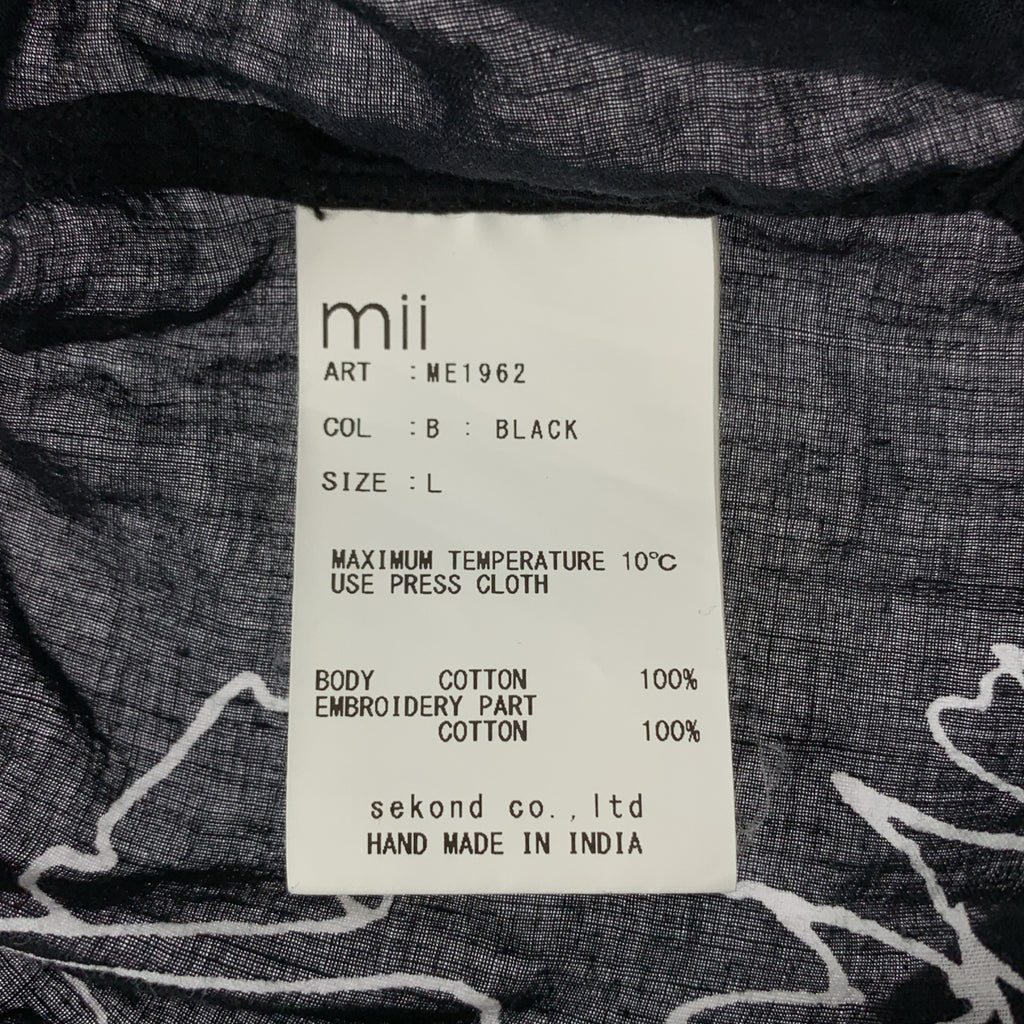 mii
ART : ME1962
COL : B : BLACK
SIZE : L
MAXIMUM TEMPERATURE 10℃
USE PRESS CLOTH
BODY COTTON 100%
EMBROIDERY PART
COTTON 100%
sekond co.,ltd
HAND MADE IN INDIA